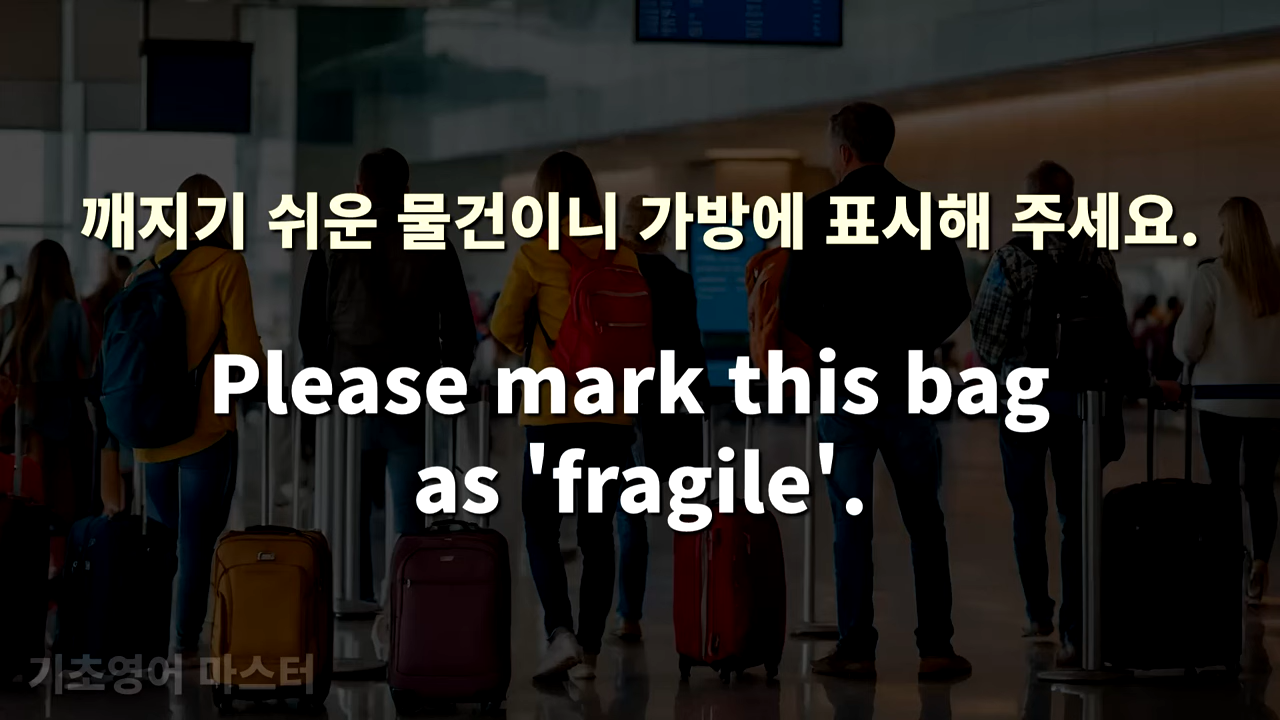 깨지기 쉬운 물건이니 가방에 표시해 주세요.
Please mark this bag
as 'fragile'.
기초영어 마스터